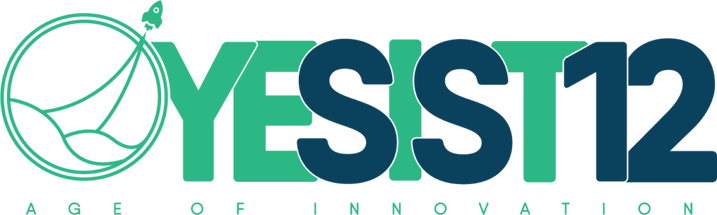 YESIST12
AGE OF INNOVATION